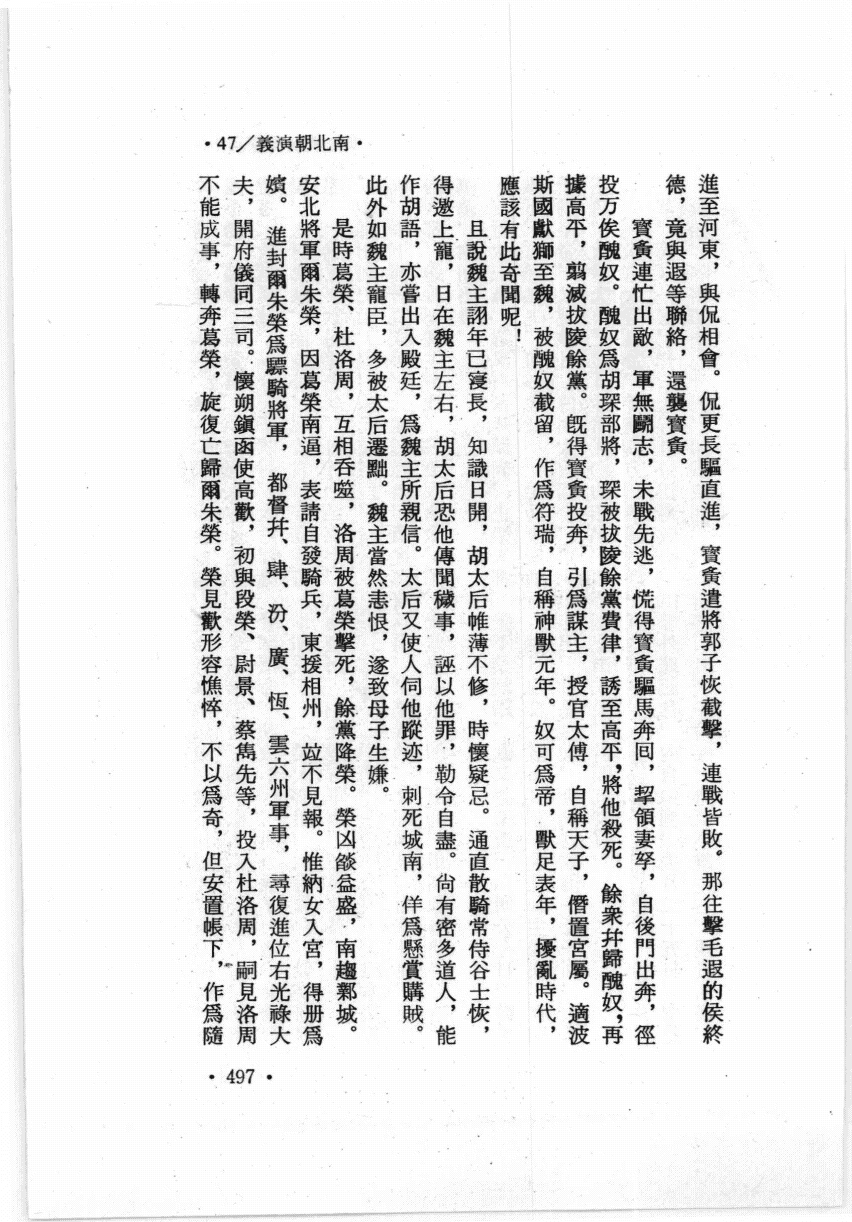 •47/義演朝北南•
進至河東，與侃相會。侃更長驅直進，寶夤遣將郭子恢截擊，連戰皆敗。那往擊毛遐的侯終
德，竟與遐等聯絡，還襲寶夤。
寶夤連忙出敵，軍無鬭志，未戰先逃，慌得寶夤驅馬奔囘，挈領妻孥，自後門出奔，徑
投万俟醜奴。醜奴爲胡琛部將，琛被拔陵餘黨費律，誘至高平，將他殺死。餘衆幷歸醜奴，再
據高平，翦滅拔陵餘黨。旣得寶夤投奔，引爲謀主，授官太傅，自稱天子，僭置宮屬。適波
斯國獻獅至魏，被醜奴截留，作爲符瑞，自稱神獸元年。奴可爲帝，獸足表年，擾亂時代，
應該有此奇聞呢！
且說魏主詡年已寖長，知識日開，胡太后帷薄不修，時懷疑忌。通直散騎常侍谷士恢，
得邀上寵，日在魏主左右，胡太后恐他傳聞穢事，誣以他罪，勒令自盡。尙有密多道人，能
作胡語，亦嘗出入殿廷，爲魏主所親信。太后又使人伺他蹤迹，刺死城南，佯爲懸賞購賊。
此外如魏主寵臣，多被太后遷黜。魏主當然恚恨，遂致母子生嫌。
是時葛榮、杜洛周，互相吞噬，洛周被葛榮擊死，餘黨降榮。榮凶燄益盛，南趨鄴城。
安北將軍爾朱榮，因葛榮南逼，表請自發騎兵，東援相州，竝不見報。惟納女入宮，得册爲
嬪。進封爾朱榮爲驃騎將軍，都督幷、肆、汾、廣、恆、雲六州軍事，尋復進位右光祿大
夫，開府儀同三司。懷朔鎭函使高歡，初與段榮、尉景、蔡雋先等，投入杜洛周，嗣見洛周
不能成事，轉奔葛榮，旋復亡歸爾朱榮。榮見歡形容憔悴，不以爲奇，但安置帳下，作爲隨
•497•